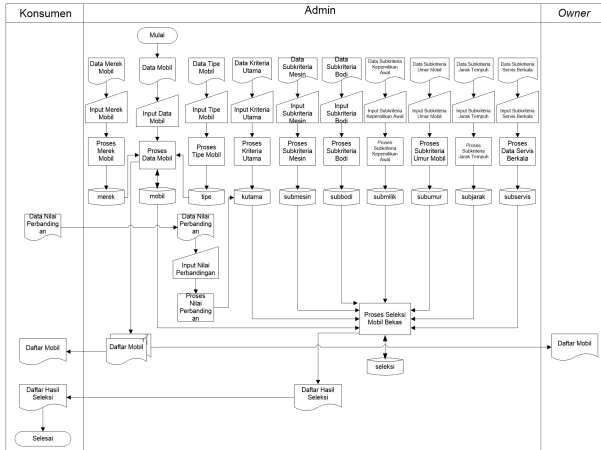 Konsumen
Admin
Owner
Mulai
Data Merek
Mobil
Data Mobil
Data Tipe
Mobil
Data Kriteria
Utama
Data
Subkriteria
Mesin
Data
Subkriteria
Bodi
Data Subkriteria
Kepemilikan
Awal
Data Subkriteria
Umur Mobil
Data Subkriteria
Jarak Tempuh
Data Subkriteria
Servis Berkala
Input Merek
Mobil
Input Data
Mobil
Input Tipe
Mobil
Input Kriteria
Utama
Input
Subkriteria
Mesin
Input
Subkriteria
Bodi
Input Subkriteria
Kepemilikan Awal
Input Subkriteria
Umur Mobil
Input Subkriteria
Jarak Tempuh
Input Subkriteria
Servis Berkala
Proses
Merek
Mobil
Proses
Data Mobil
Proses
Tipe Mobil
Proses
Kriteria
Utama
Proses
Subkriteria
Mesin
Proses
Subkriteria
Bodi
Proses
Subkriteria
Kepemilikan
Awal
Proses
Subkriteria
Umur Mobil
Proses
Subkriteria
Jarak Tempuh
Proses
Data Servis
Berkala
merek
mobil
tipe
kutama
submesin
subbodi
submilik
subumur
subjarak
subservis
Data Nilai
Perbanding
an
Data Nilai
Perbanding
an
Input Nilai
Perbandingan
Proses
Nilai
Perbanding
an
Proses Seleksi
Mobil Bekas
Daftar Mobil
Daftar Mobil
2
1
Daftar Mobil
seleksi
Daftar Hasil
Seleksi
Daftar Hasil
Seleksi
Selesai